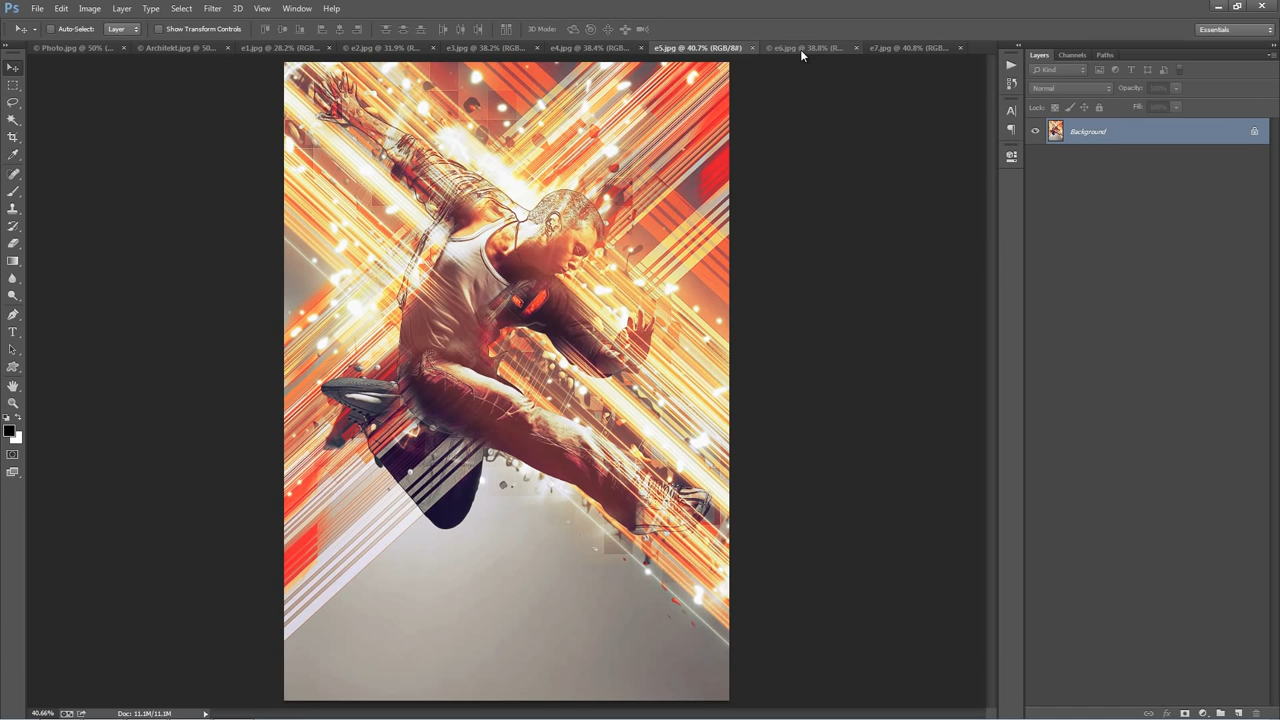 Ps File Edit Image Layer Type Select Filter 3D View Window Help
Auto-Select: Layer Show Transform Controls 3D Mode: Essentials
Photo.jpg @ 50% (... Architekt.jpg @ 50... e1.jpg @ 28.2% (RGB... e2.jpg @ 31.9% (R... e3.jpg @ 38.2% (RGB... e4.jpg @ 38.4% (RGB... e5.jpg @ 40.7% (RGB/8#) e6.jpg @ 38.8% (R... e7.jpg @ 40.8% (RGB...
Layers Channels Paths
Kind
Normal Opacity: 100%
Lock: Fill: 100%
Background
40.66% Doc: 11.1M/11.1M